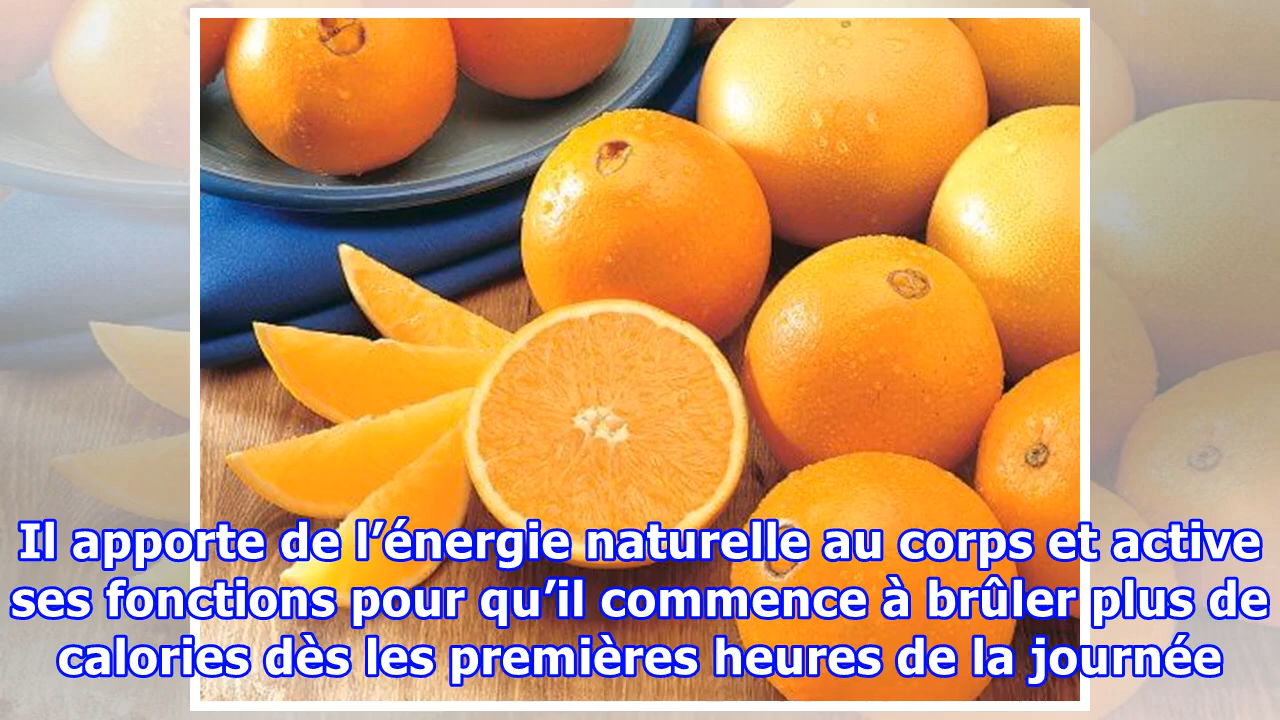 Il apporte de l’énergie naturelle au corps et active
ses fonctions pour qu’il commence à brûler plus de
calories dès les premières heures de la journée